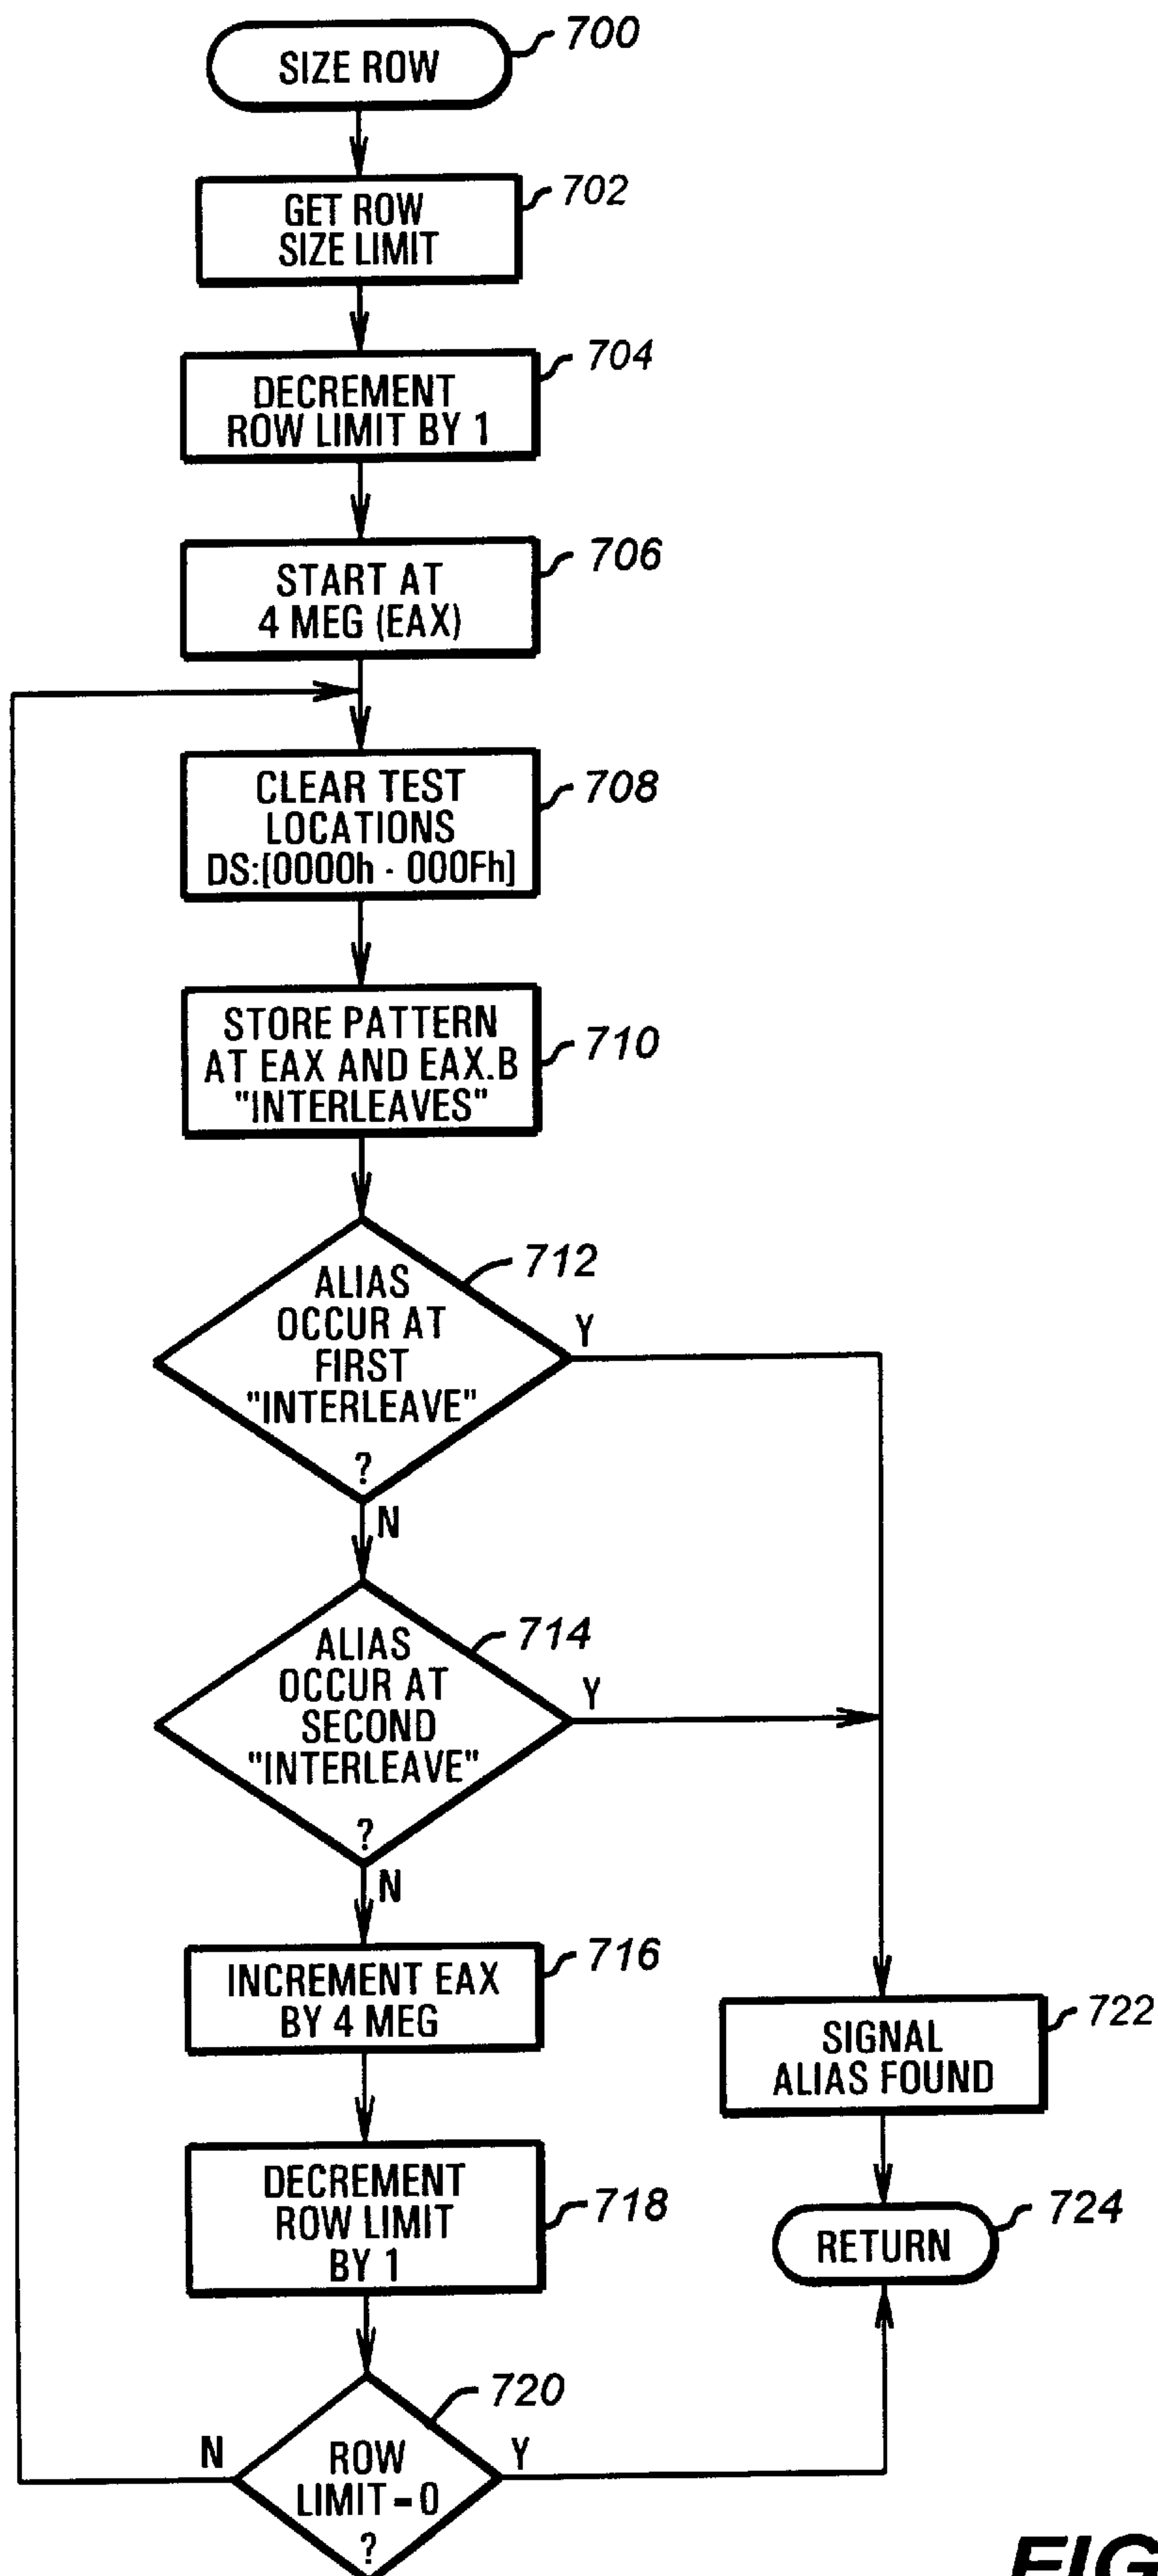 SIZE ROW
700
GET ROW
SIZE LIMIT
702
DECREMENT
ROW LIMIT BY 1
704
START AT
4 MEG (EAX)
706
CLEAR TEST
LOCATIONS
DS:[0000h - 000Fh]
708
STORE PATTERN
AT EAX AND EAX.B
"INTERLEAVES"
710
ALIAS
OCCUR AT
FIRST
"INTERLEAVE"
?
712
Y
N
ALIAS
OCCUR AT
SECOND
"INTERLEAVE"
?
714
Y
N
INCREMENT EAX
BY 4 MEG
716
SIGNAL
ALIAS FOUND
722
DECREMENT
ROW LIMIT
BY 1
718
RETURN
724
ROW
LIMIT = 0
?
720
N
Y
FIG